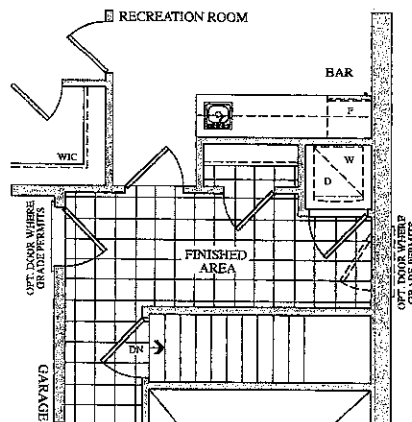 RECREATION ROOM
BAR
F
WIC
W
D
OPT. DOOR WHERE
GRADE PERMITS
FINISHED
AREA
OPT. DOOR WHERE
GRADE PERMITS
DN
GARAGE